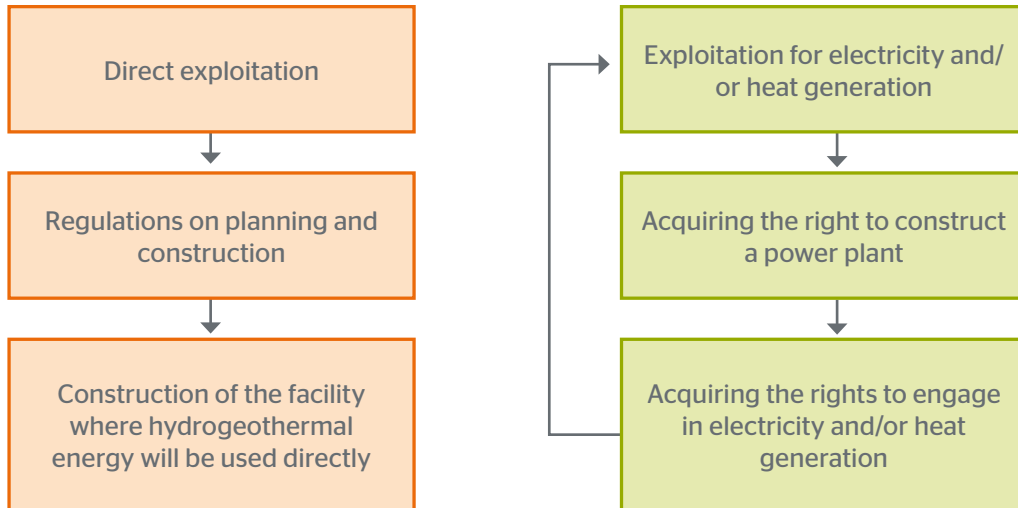 Direct exploitation
Regulations on planning and
construction
Construction of the facility
where hydrogeothermal
energy will be used directly
Exploitation for electricity and/
or heat generation
Acquiring the right to construct
a power plant
Acquiring the rights to engage
in electricity and/or heat
generation